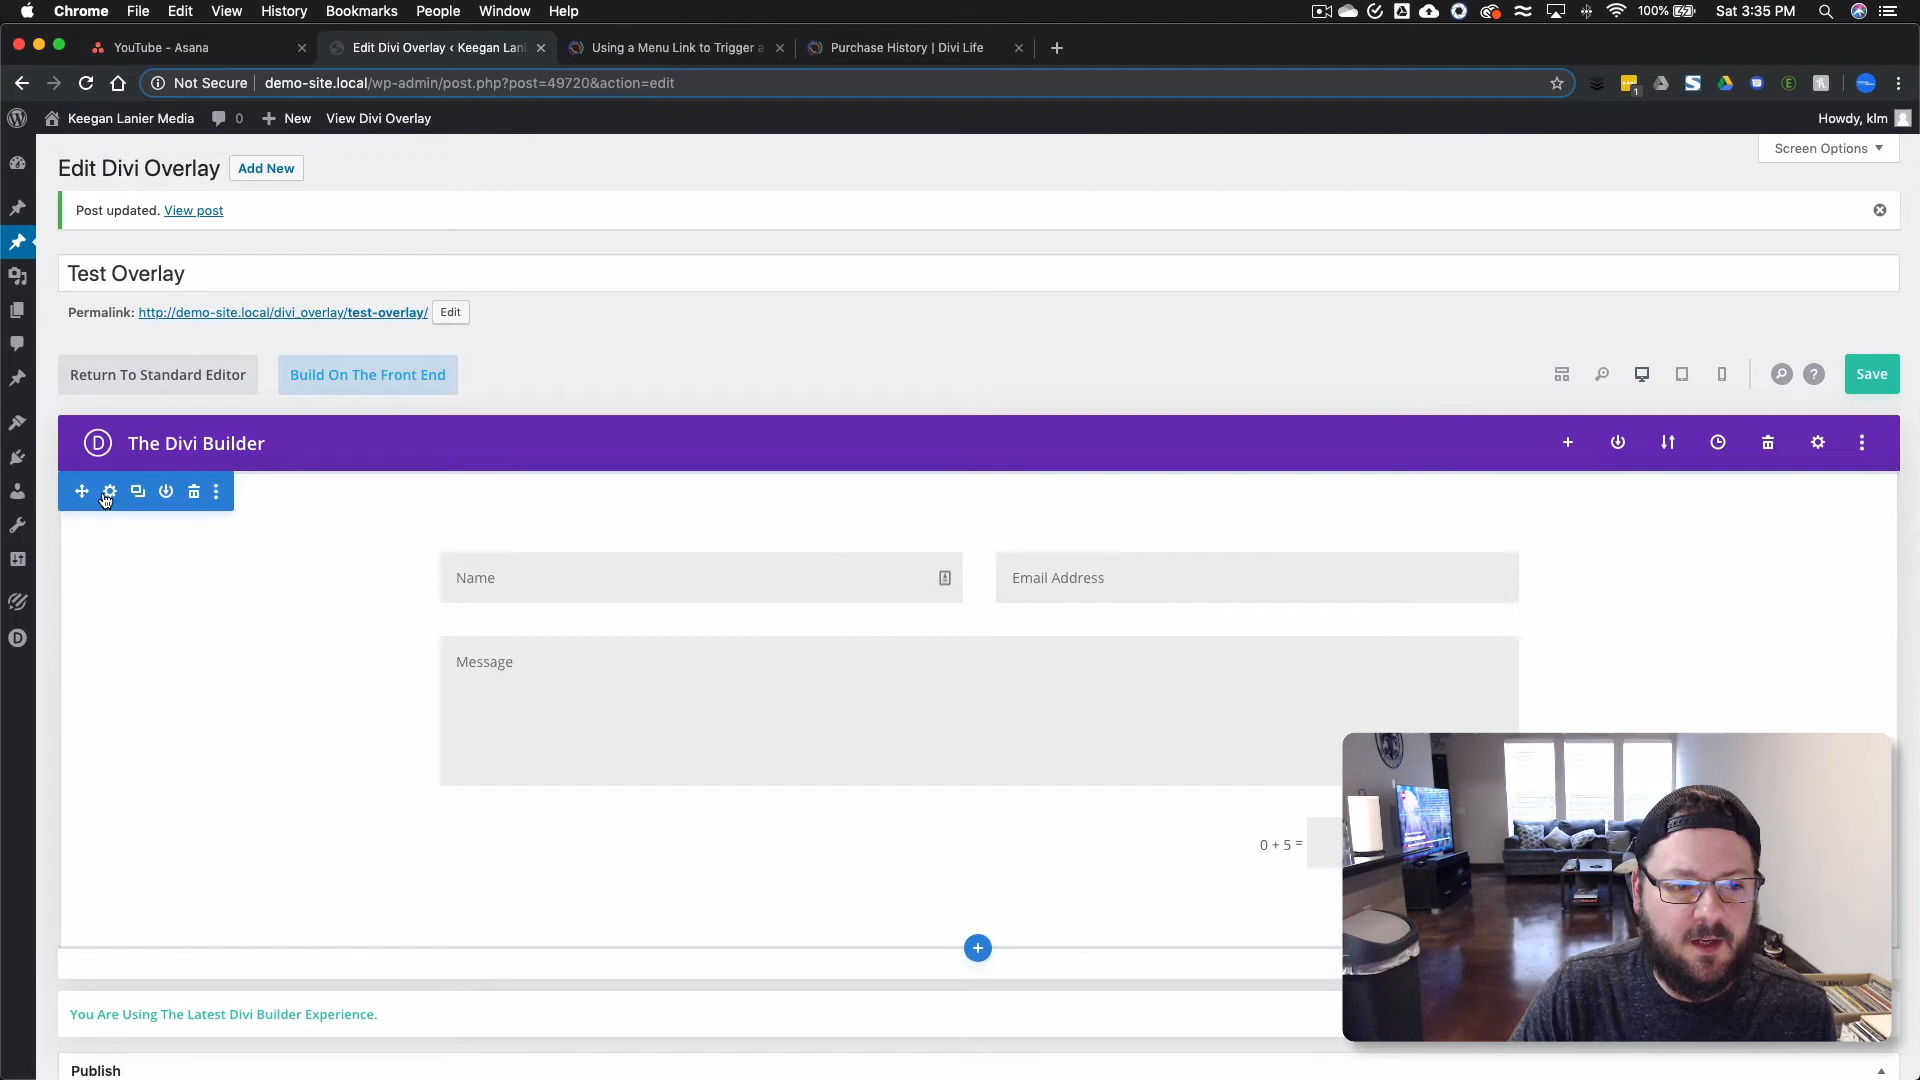 Chrome File Edit View History Bookmarks People Window Help 100% Sat 3:35 PM
YouTube - Asana Edit Divi Overlay ‹ Keegan Lani Using a Menu Link to Trigger a Purchase History | Divi Life
Not Secure demo-site.local/wp-admin/post.php?post=49720&action=edit 1
Keegan Lanier Media 0 New View Divi Overlay Howdy, klm
Screen Options
Edit Divi Overlay Add New
Post updated. View post
Test Overlay
Permalink: http://demo-site.local/divi_overlay/test-overlay/ Edit
Return To Standard Editor Build On The Front End ? Save
D The Divi Builder
Name Email Address
Message
0 + 5 =
You Are Using The Latest Divi Builder Experience.
Publish